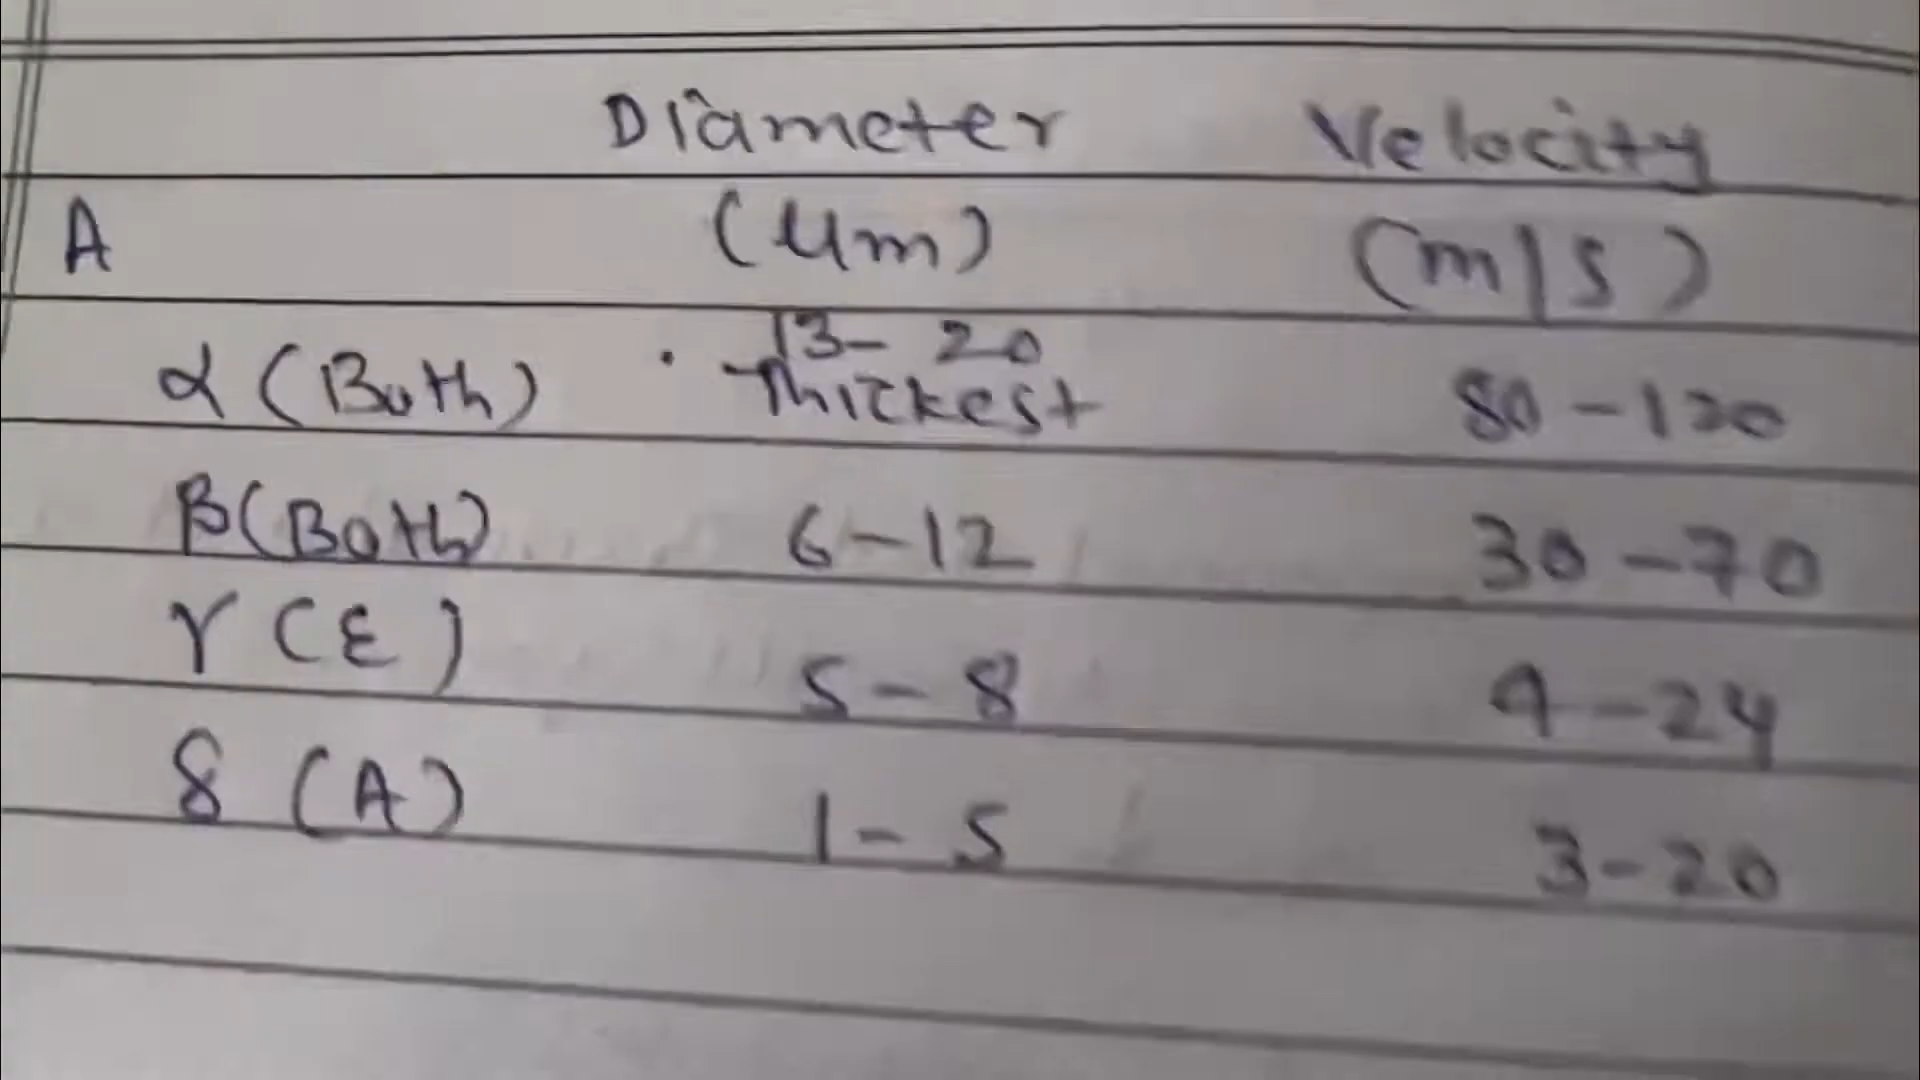 Diameter Velocity
A (μm) (m/s)
α (Both) 13-20 Thickest 80-120
β (Both) 6-12 30-70
γ (E) 5-8 4-24
δ (A) 1-5 3-20